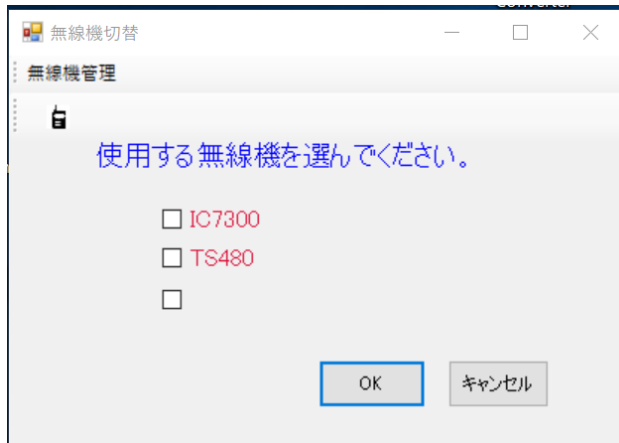 Converter
無線機切替
無線機管理
使用する無線機を選んでください。
IC7300
TS480
OK
キャンセル